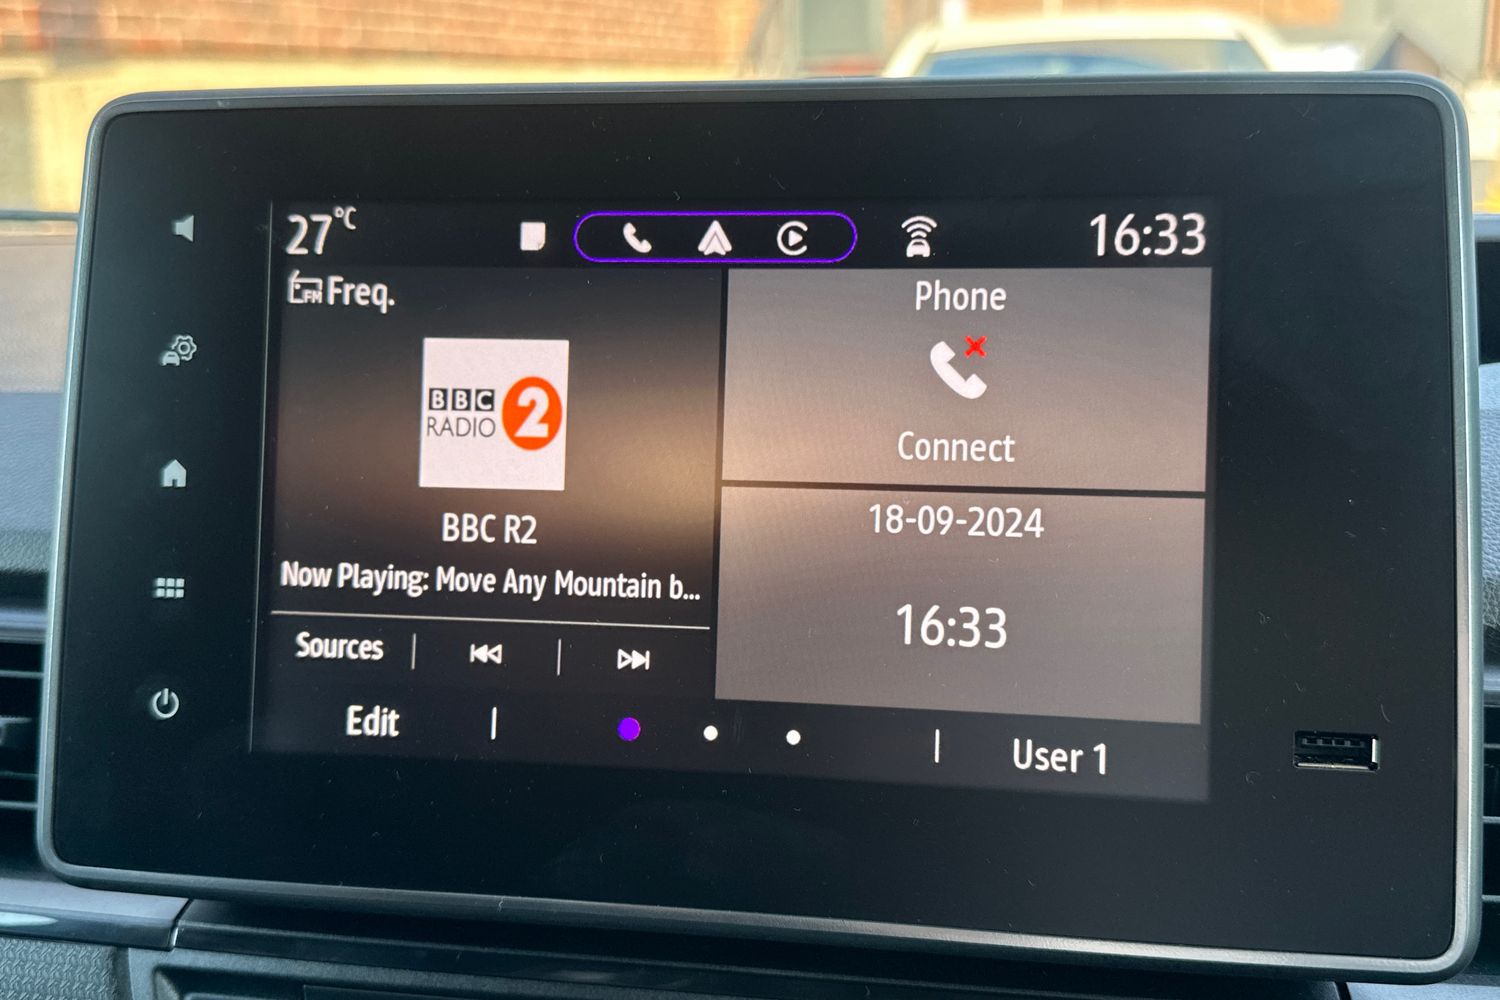 27°C
16:33
FM Freq.
BBC
RADIO 2
BBC R2
Now Playing: Move Any Mountain b...
Sources
Edit
Phone
Connect
18-09-2024
16:33
User 1